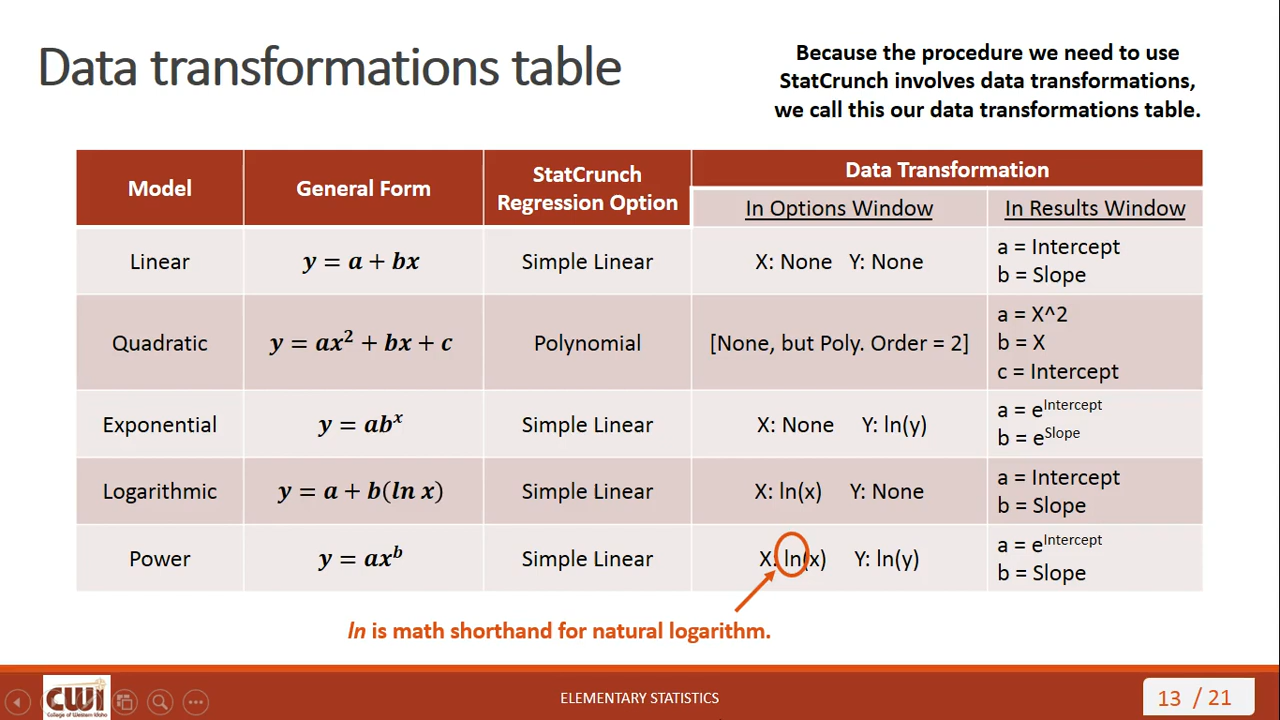 Data transformations table
Because the procedure we need to use
StatCrunch involves data transformations,
we call this our data transformations table.
Model
General Form
StatCrunch
Regression Option
Data Transformation
In Options Window
In Results Window
Linear
y = a + bx
Simple Linear
X: None   Y: None
a = Intercept
b = Slope
Quadratic
y = ax² + bx + c
Polynomial
[None, but Poly. Order = 2]
a = X^2
b = X
c = Intercept
Exponential
y = abˣ
Simple Linear
X: None   Y: ln(y)
a = e^Intercept
b = e^Slope
Logarithmic
y = a + b(ln x)
Simple Linear
X: ln(x)   Y: None
a = Intercept
b = Slope
Power
y = axᵇ
Simple Linear
X: ln(x)   Y: ln(y)
a = e^Intercept
b = Slope
ln is math shorthand for natural logarithm.
CWI
College of Western Idaho
ELEMENTARY STATISTICS
13 / 21